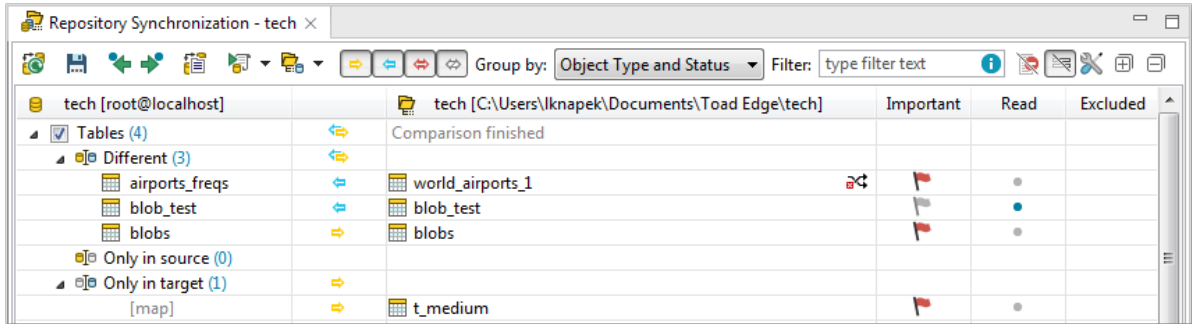 Repository Synchronization - tech
Group by: Object Type and Status Filter: type filter text
tech [root@localhost] tech [C:\Users\lknapek\Documents\Toad Edge\tech] Important Read Excluded
Tables (4) Comparison finished
Different (3)
airports_freqs world_airports_1
blob_test blob_test
blobs blobs
Only in source (0)
Only in target (1)
[map] t_medium